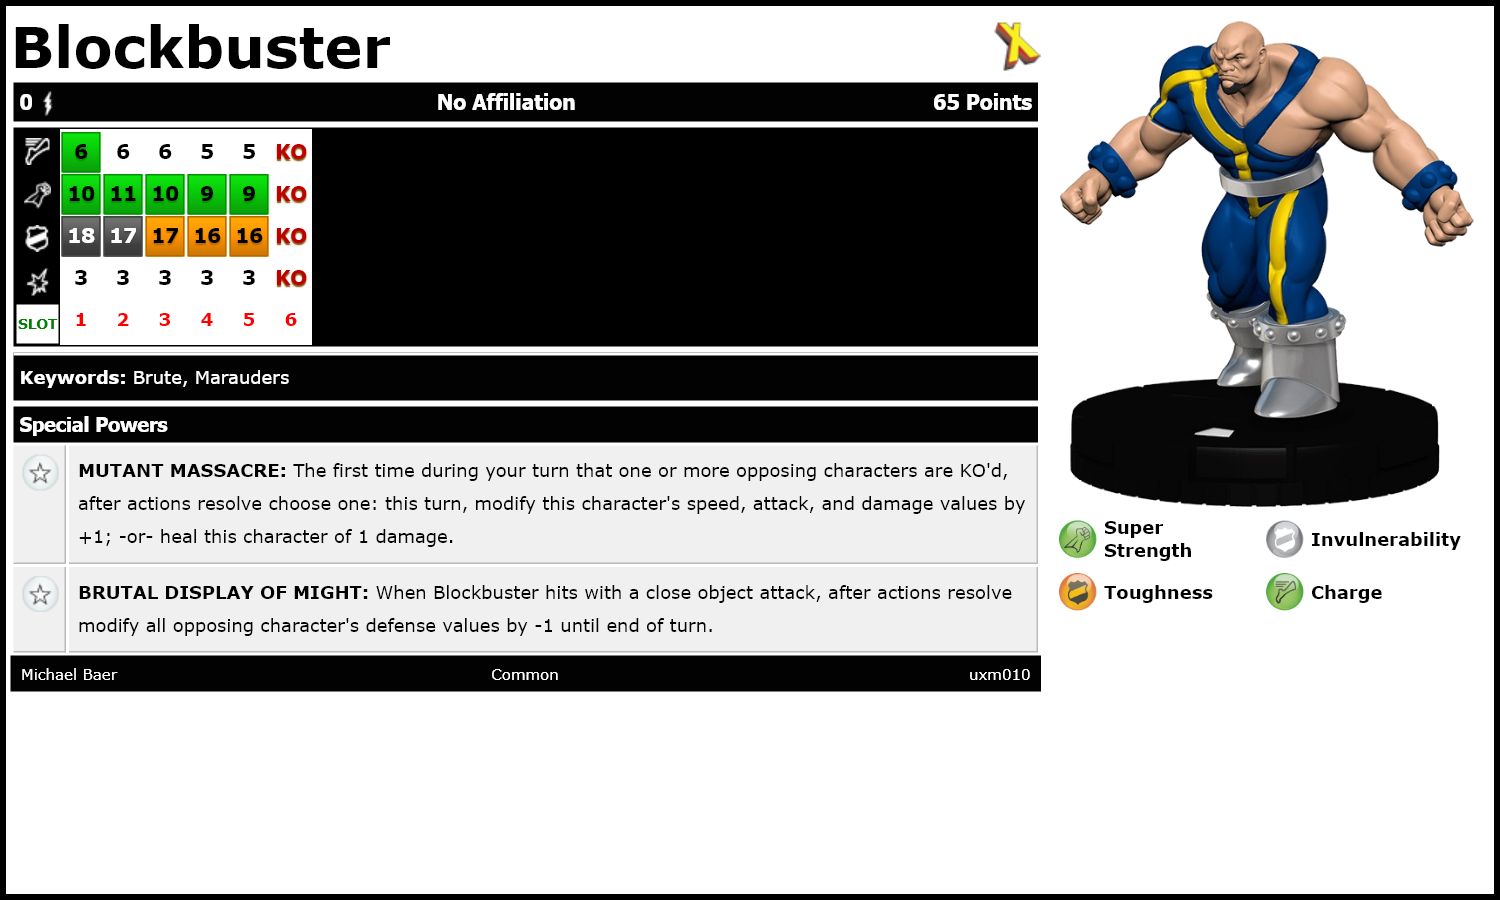 Blockbuster
0 No Affiliation 65 Points
6 6 6 5 5 KO
10 11 10 9 9 KO
18 17 17 16 16 KO
3 3 3 3 3 KO
SLOT 1 2 3 4 5 6
Keywords: Brute, Marauders
Special Powers
MUTANT MASSACRE: The first time during your turn that one or more opposing characters are KO'd,
after actions resolve choose one: this turn, modify this character's speed, attack, and damage values by
+1; -or- heal this character of 1 damage.
BRUTAL DISPLAY OF MIGHT: When Blockbuster hits with a close object attack, after actions resolve
modify all opposing character's defense values by -1 until end of turn.
Michael Baer Common uxm010
Super
Strength
Invulnerability
Toughness
Charge